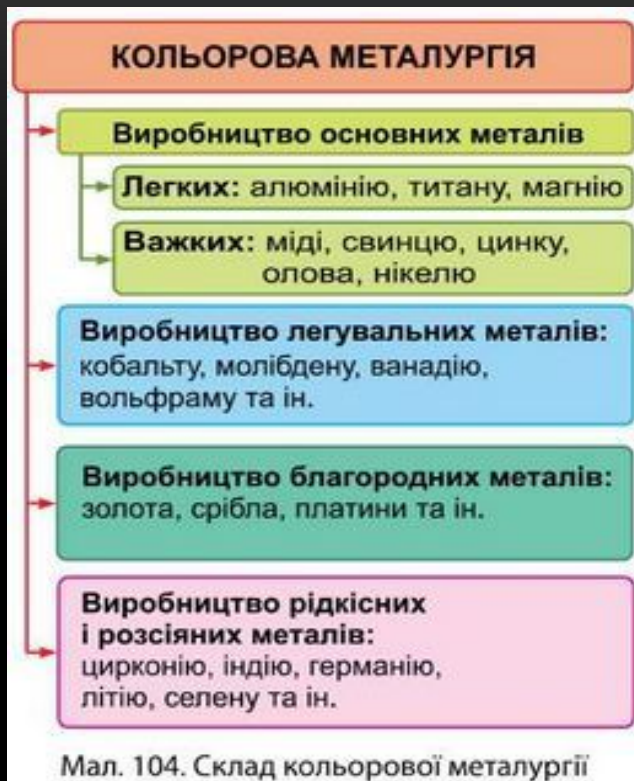 КОЛЬОРОВА МЕТАЛУРГІЯ
Виробництво основних металів
Легких: алюмінію, титану, магнію
Важких: міді, свинцю, цинку,
олова, нікелю
Виробництво легувальних металів:
кобальту, молібдену, ванадію,
вольфраму та ін.
Виробництво благородних металів:
золота, срібла, платини та ін.
Виробництво рідкісних
і розсіяних металів:
цирконію, індію, германію,
літію, селену та ін.
Мал. 104. Склад кольорової металургії